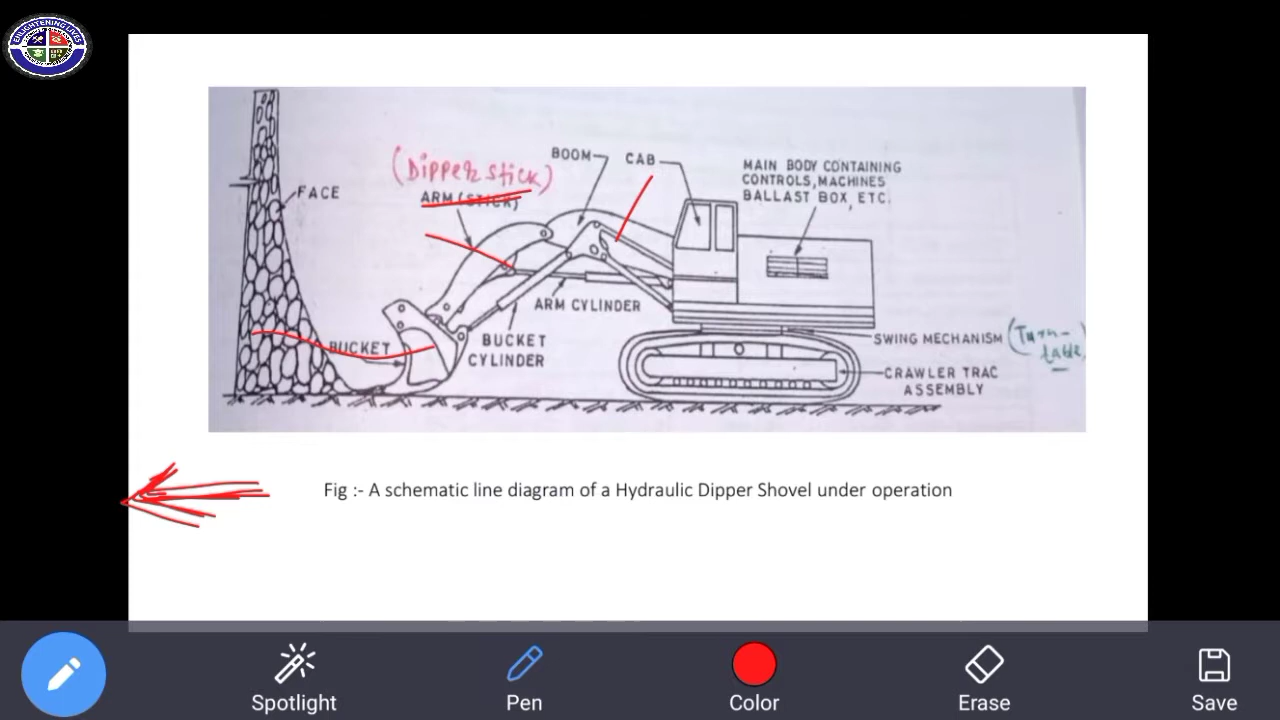 ENLIGHTENING LIVES
(Dipper stick)
ARM (STICK)
BOOM
CAB
MAIN BODY CONTAINING
CONTROLS, MACHINES
BALLAST BOX, ETC.
FACE
ARM CYLINDER
BUCKET
BUCKET
CYLINDER
SWING MECHANISM (Turn-
table)
CRAWLER TRAC
ASSEMBLY
Fig :- A schematic line diagram of a Hydraulic Dipper Shovel under operation
Spotlight
Pen
Color
Erase
Save